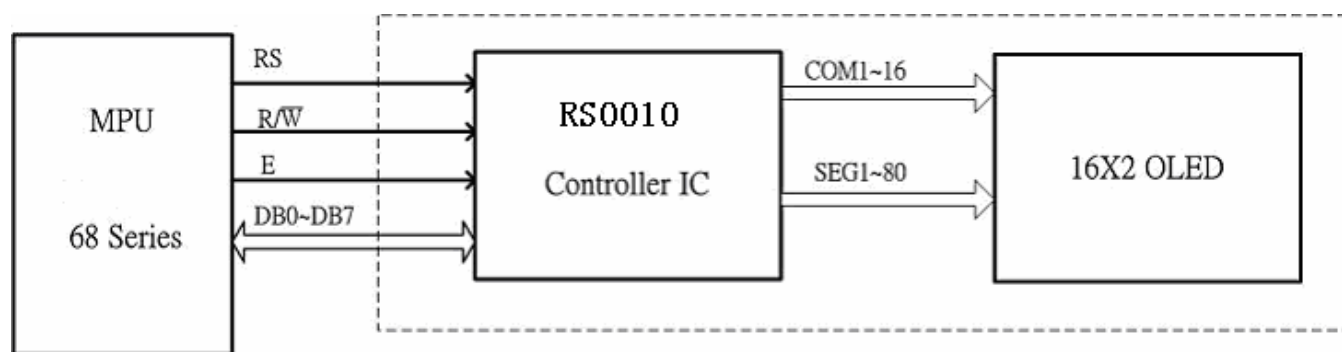 MPU
68 Series
RS
R/W̅
E
DB0~DB7
RS0010
Controller IC
COM1~16
SEG1~80
16X2 OLED